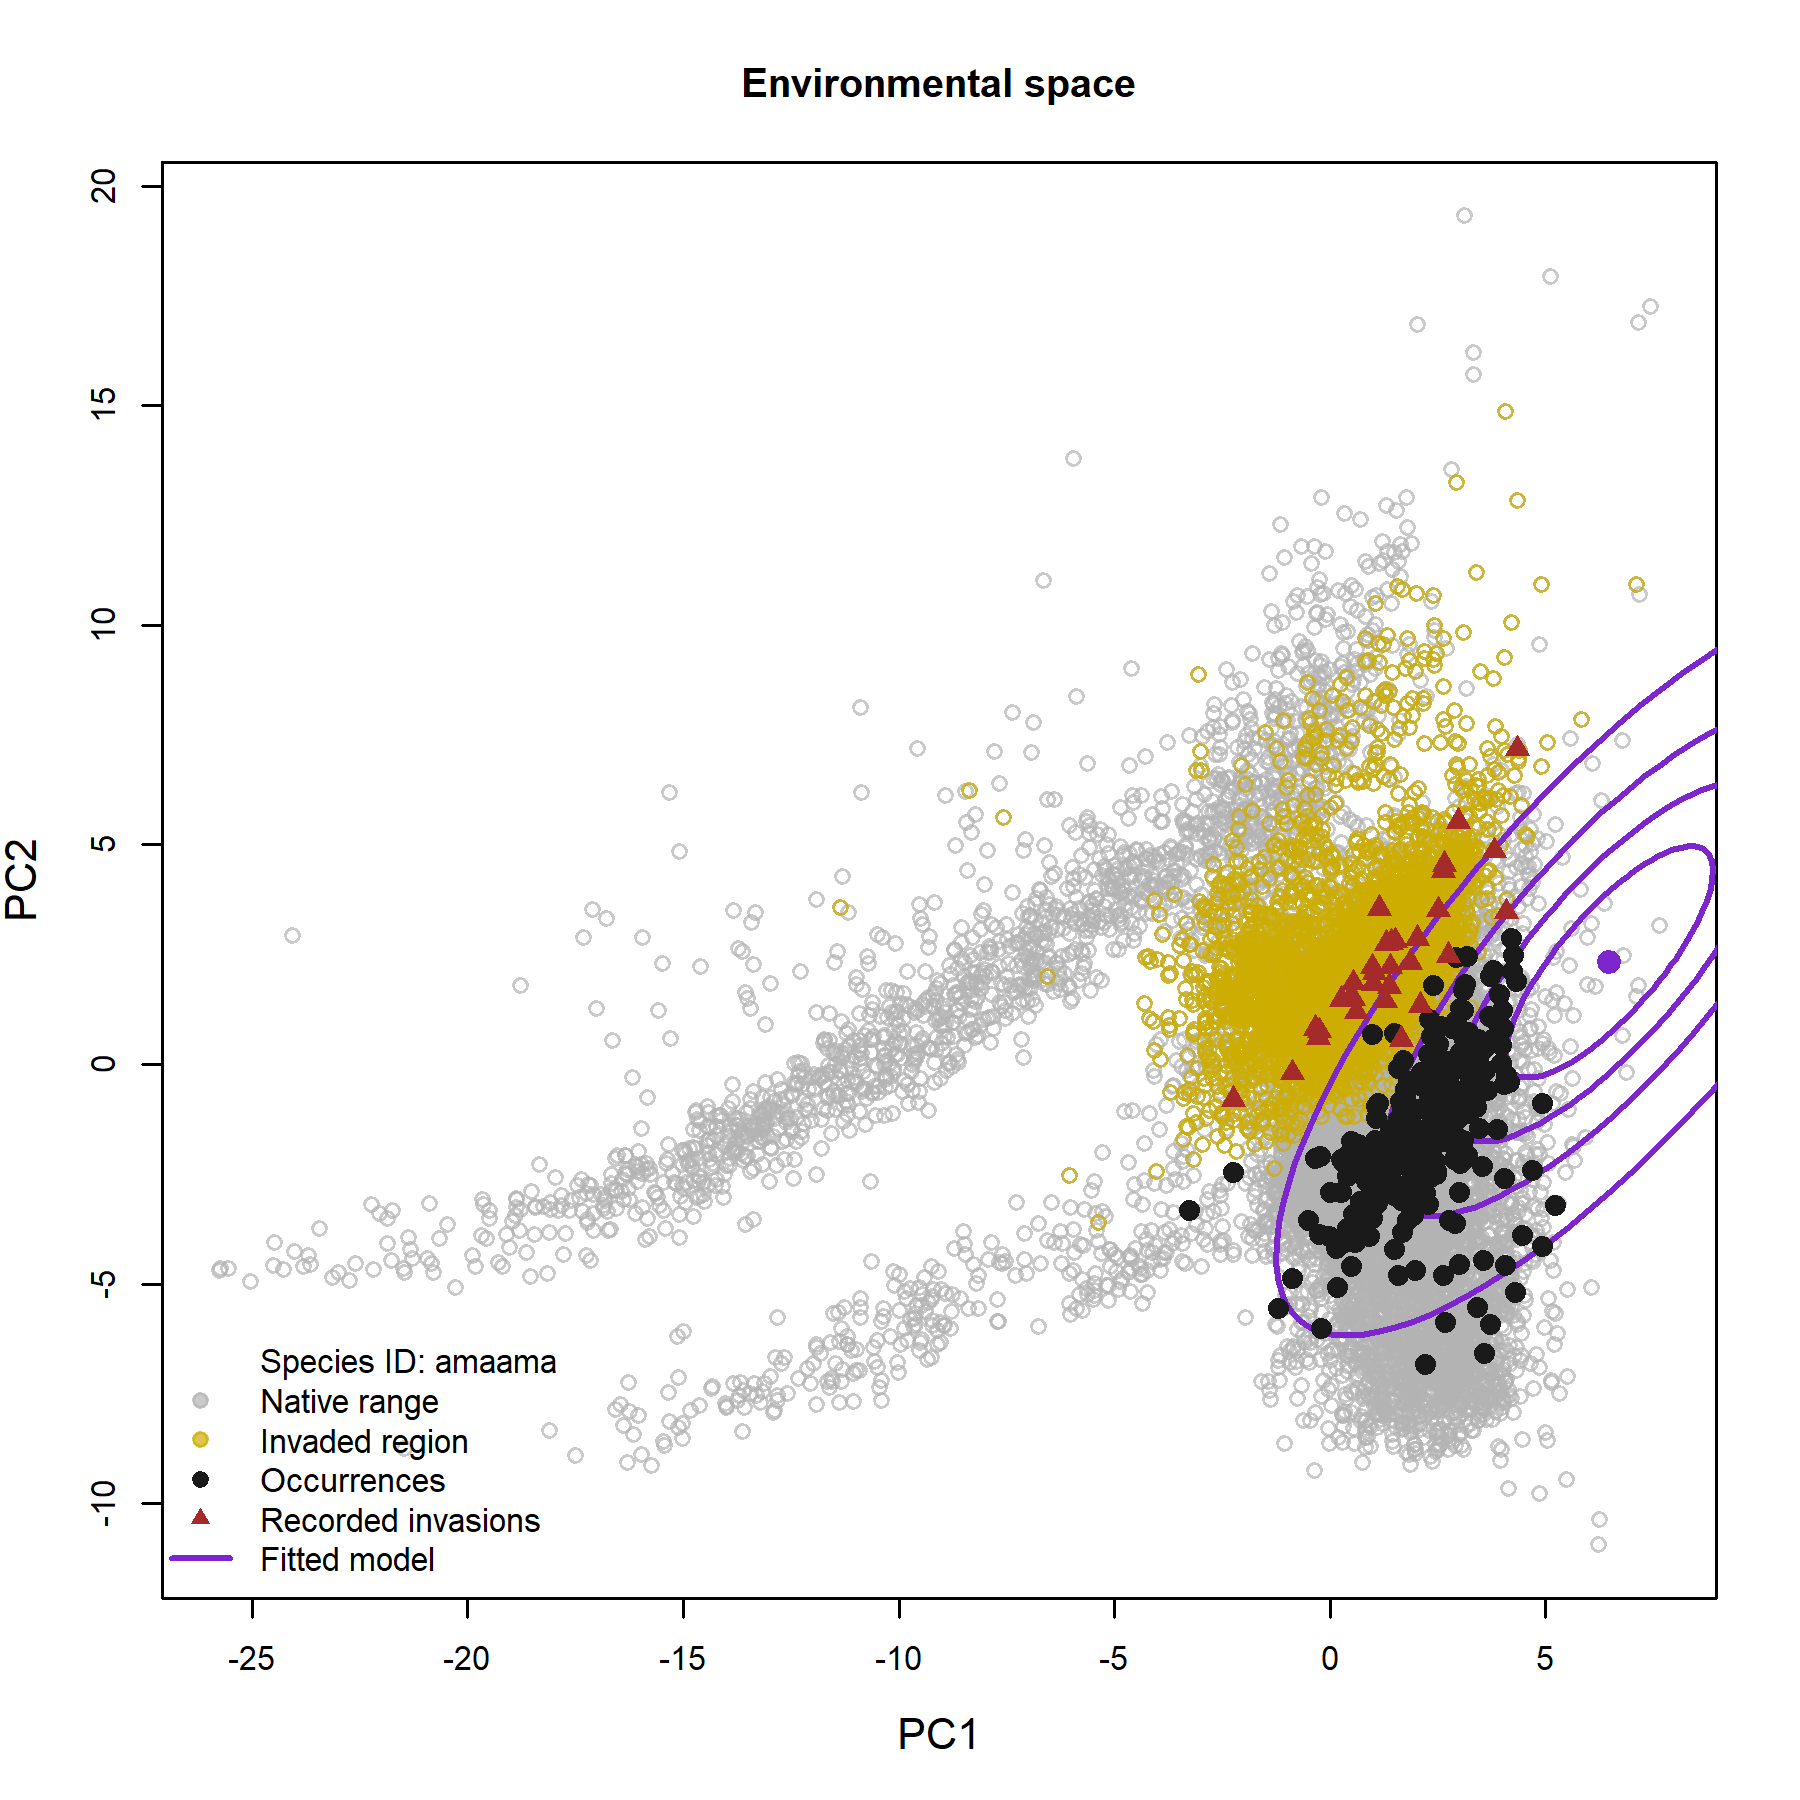 Environmental space
PC2
20
15
10
5
0
-5
-10
Species ID: amaama
Native range
Invaded region
Occurrences
Recorded invasions
Fitted model
-25 -20 -15 -10 -5 0 5
PC1